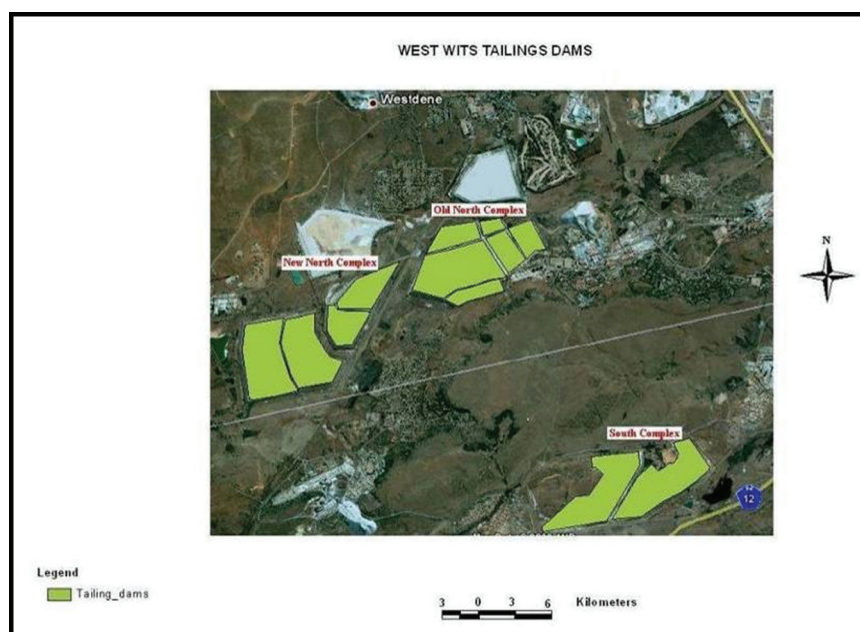 WEST WITS TAILINGS DAMS
Westdene
Old North Complex
New North Complex
N
South Complex
12
Legend
Tailing_dams
3 0 3 6 Kilometers